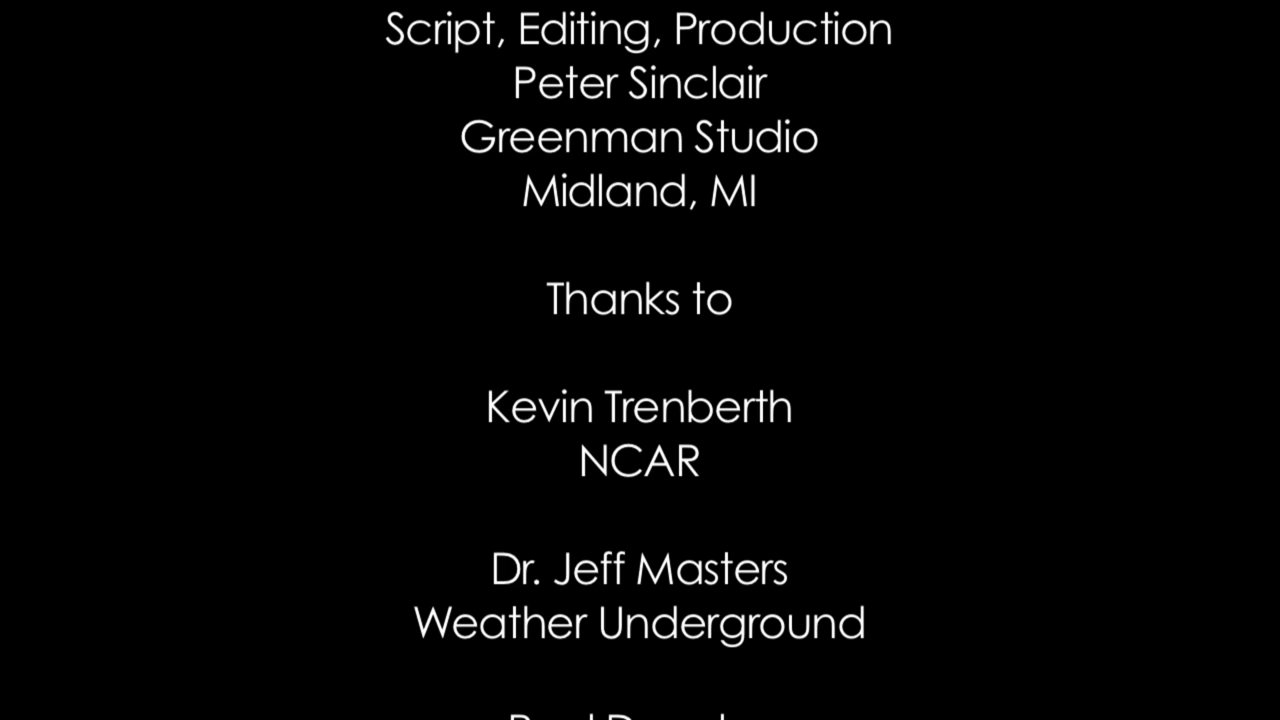 Script, Editing, Production
Peter Sinclair
Greenman Studio
Midland, MI
Thanks to
Kevin Trenberth
NCAR
Dr. Jeff Masters
Weather Underground